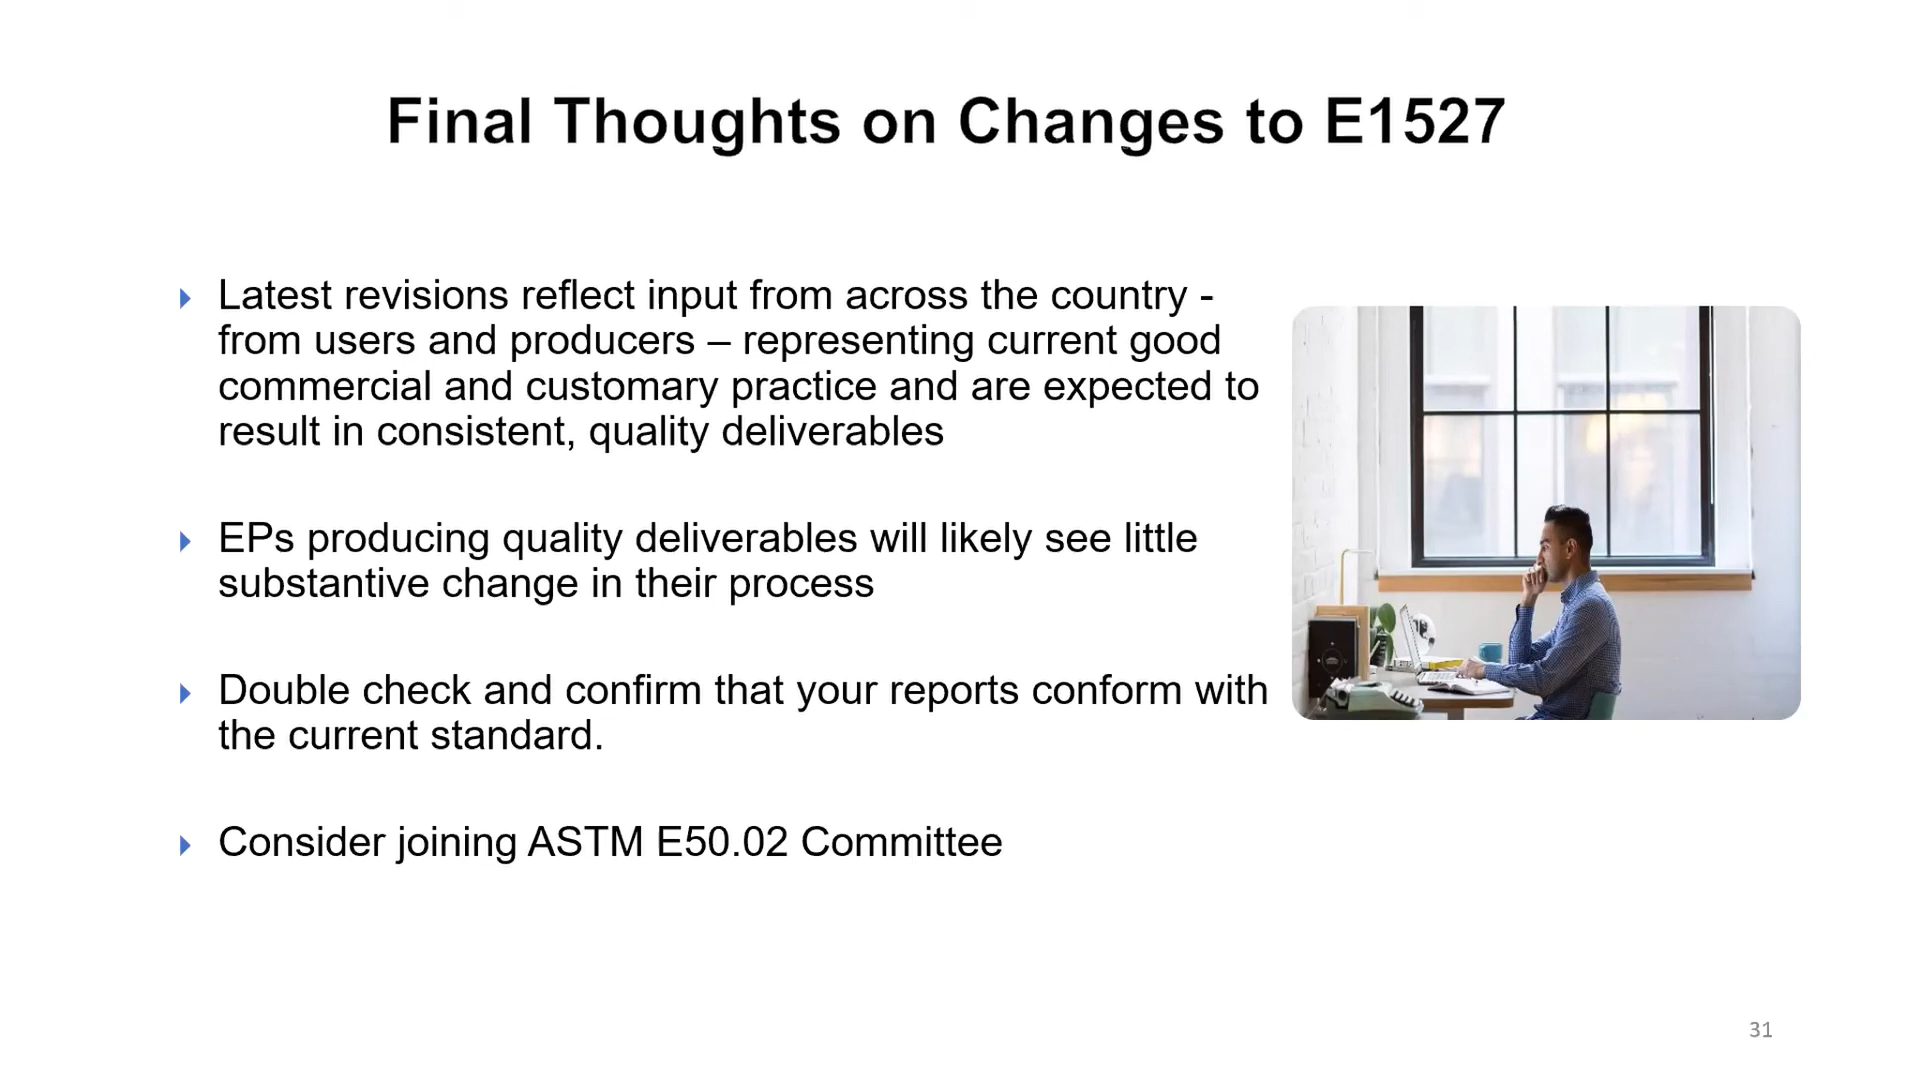 Final Thoughts on Changes to E1527
Latest revisions reflect input from across the country -
from users and producers – representing current good
commercial and customary practice and are expected to
result in consistent, quality deliverables
EPs producing quality deliverables will likely see little
substantive change in their process
Double check and confirm that your reports conform with
the current standard.
Consider joining ASTM E50.02 Committee
31